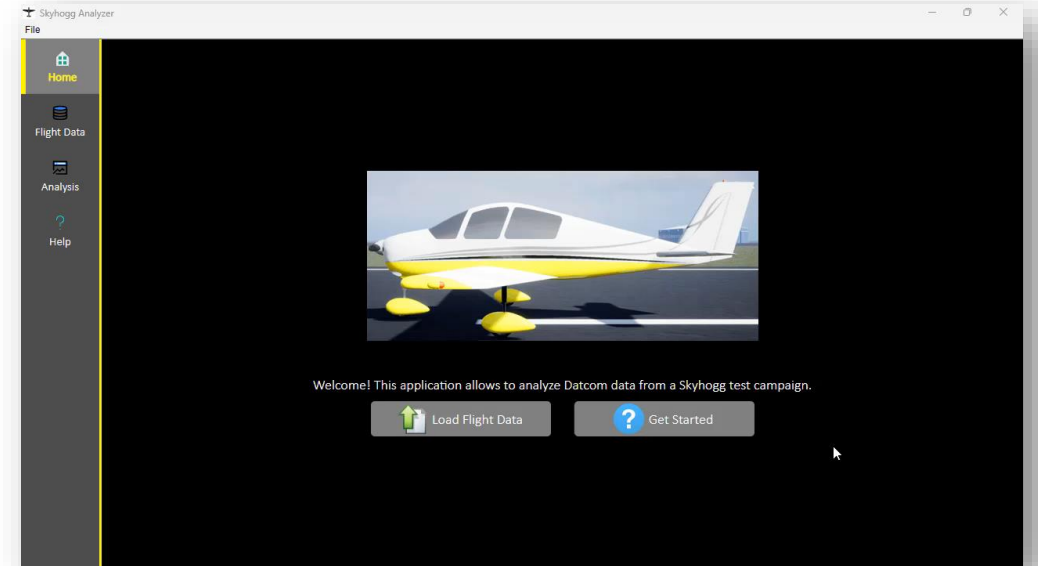 Skyhogg Analyzer
File
Home
Flight Data
Analysis
? Help
Welcome! This application allows to analyze Datcom data from a Skyhogg test campaign.
Load Flight Data
? Get Started